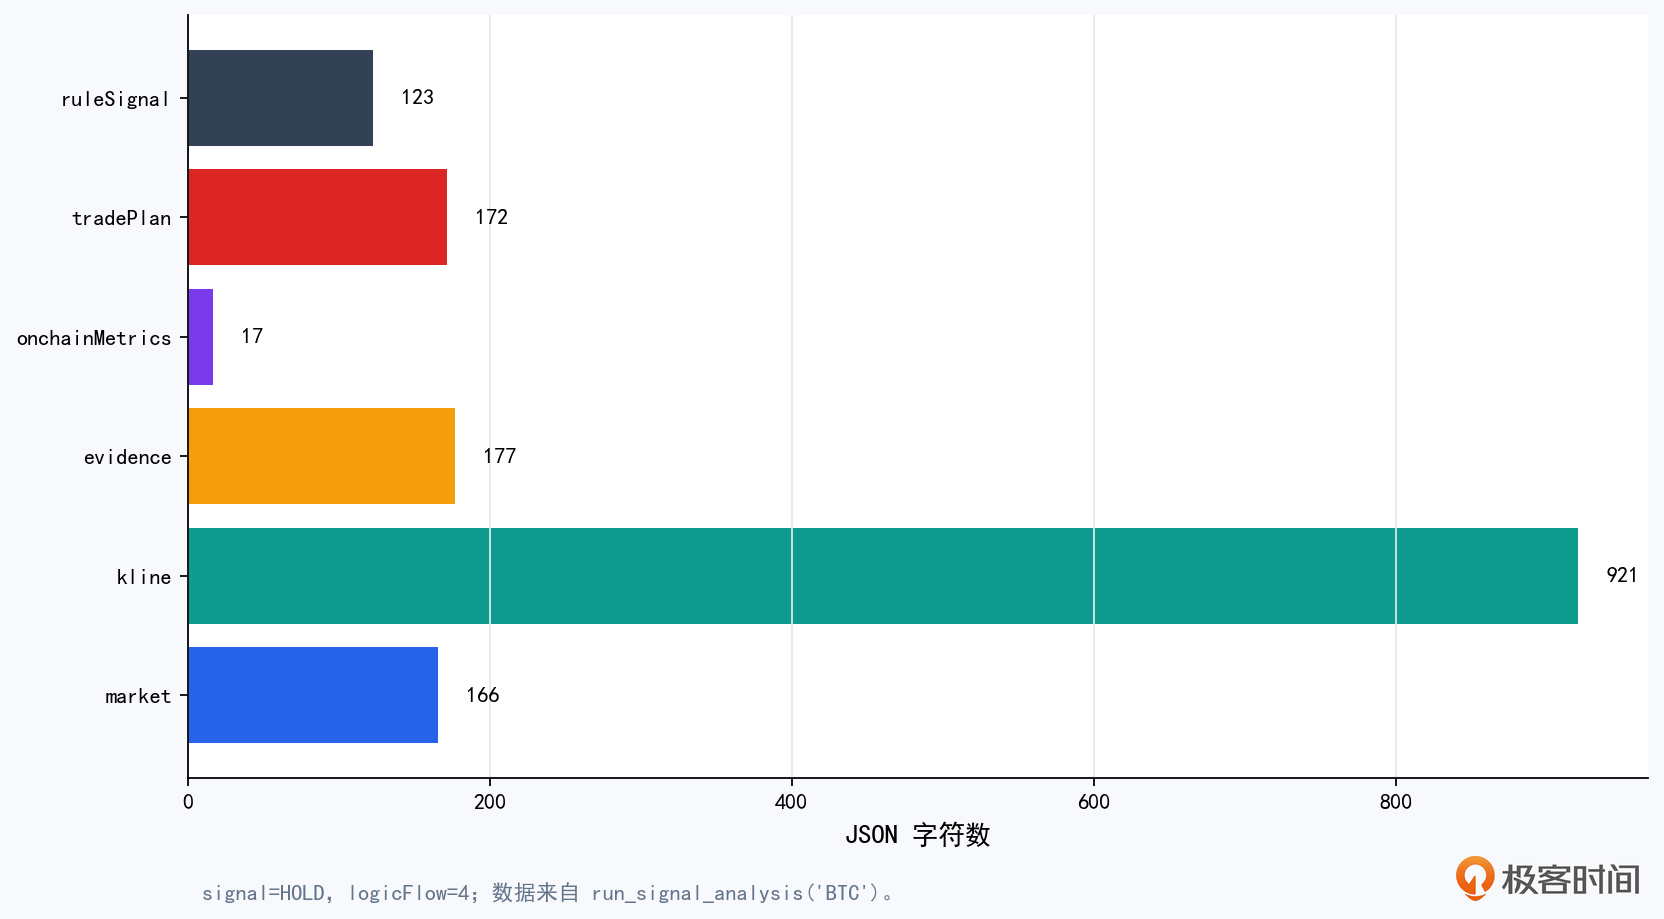 ruleSignal 123
tradePlan 172
onchainMetrics 17
evidence 177
kline 921
market 166
0 200 400 600 800
JSON 字符数
signal=HOLD, logicFlow=4; 数据来自 run_signal_analysis('BTC')。
极客时间